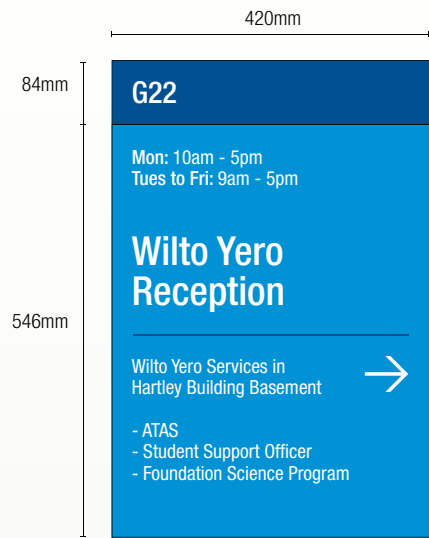 420mm
84mm
G22
Mon: 10am - 5pm
Tues to Fri: 9am - 5pm
Wilto Yero
Reception
546mm
Wilto Yero Services in
Hartley Building Basement
- ATAS
- Student Support Officer
- Foundation Science Program